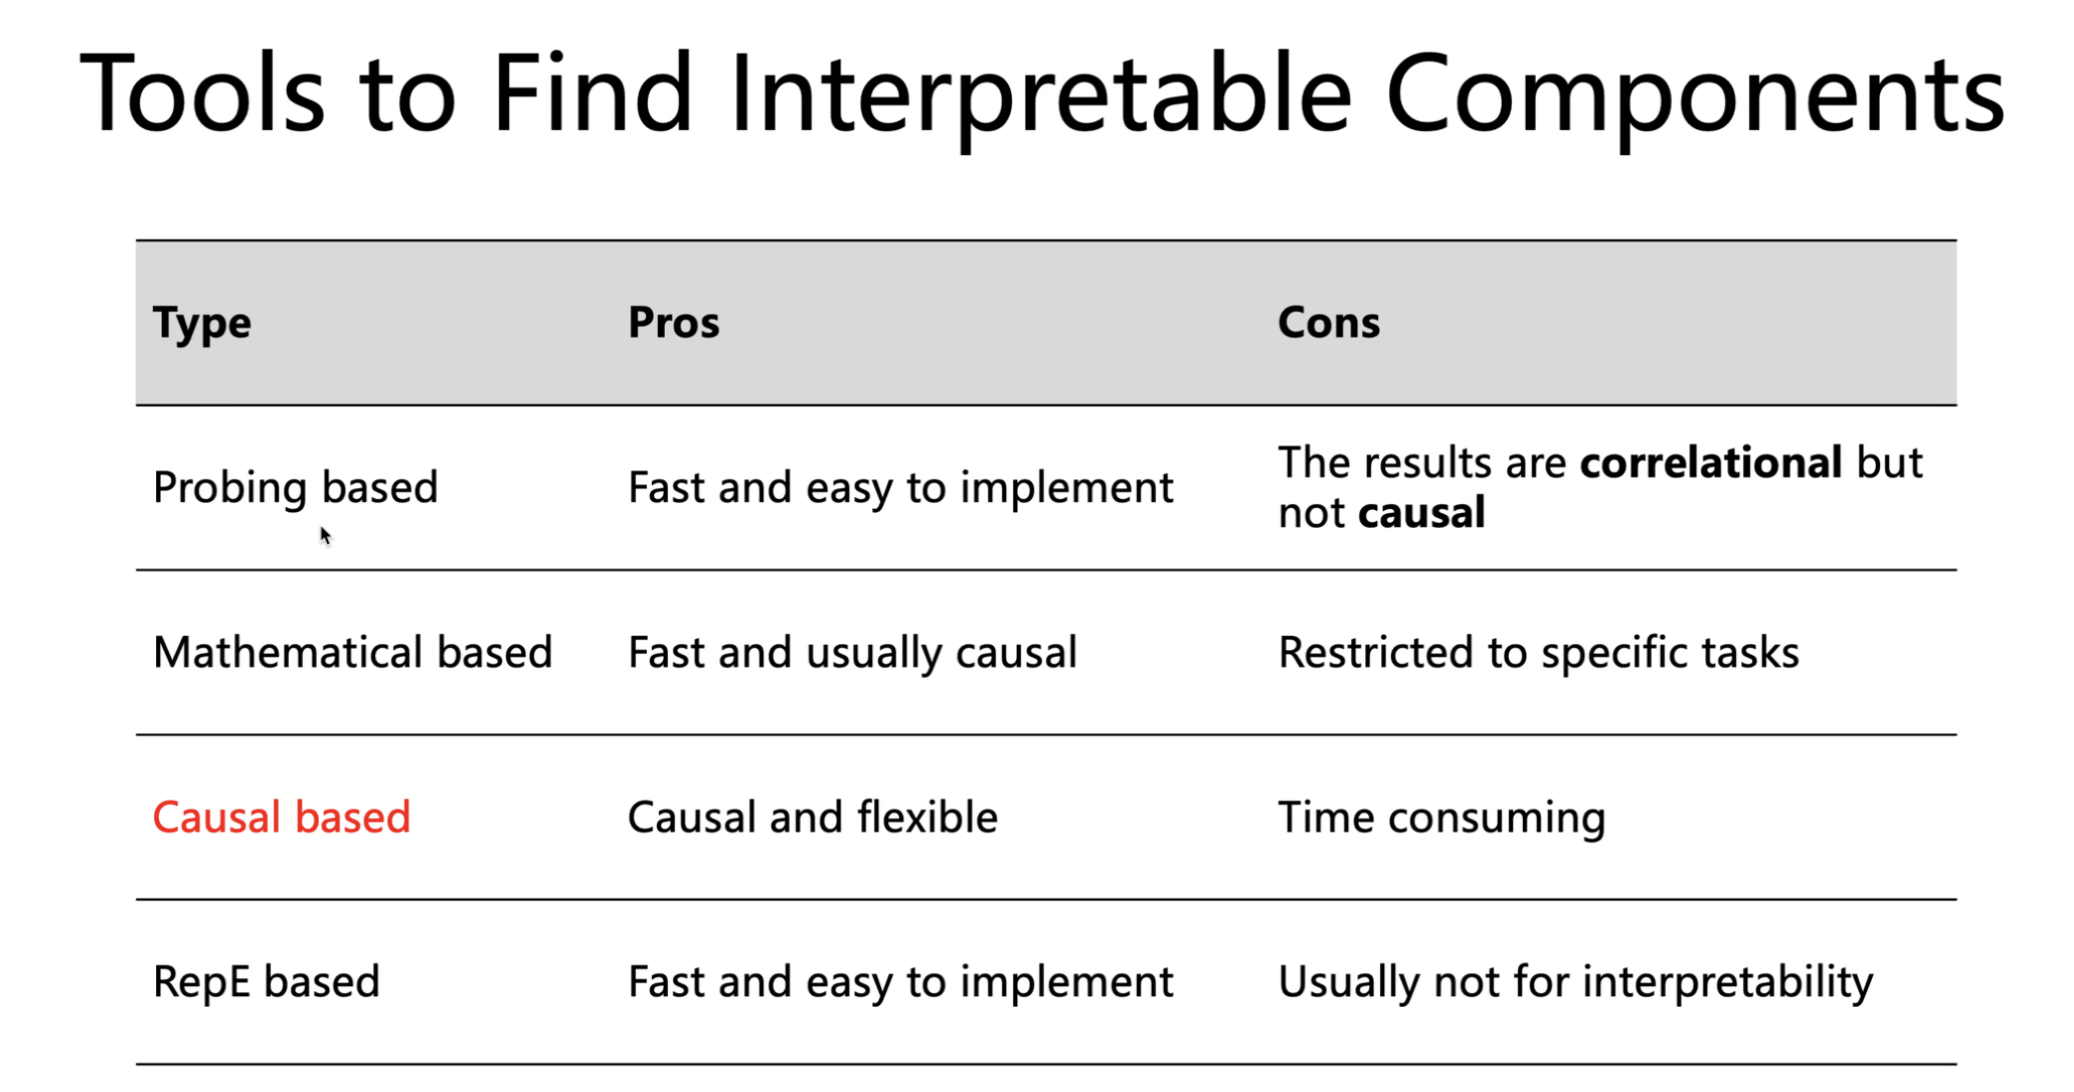 Tools to Find Interpretable Components
Type Pros Cons
Probing based Fast and easy to implement The results are correlational but
not causal
Mathematical based Fast and usually causal Restricted to specific tasks
Causal based Causal and flexible Time consuming
RepE based Fast and easy to implement Usually not for interpretability